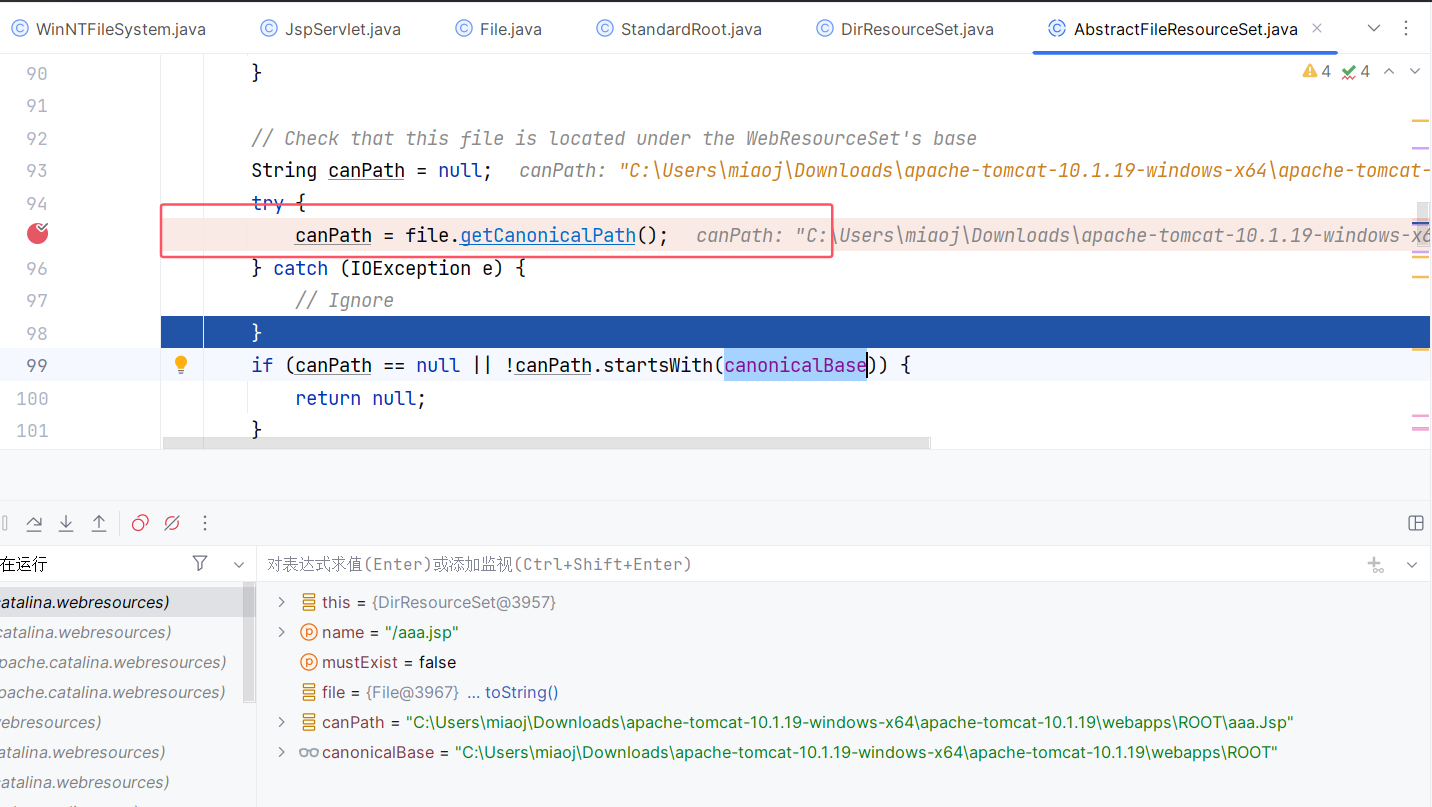 WinNTFileSystem.java JspServlet.java File.java StandardRoot.java DirResourceSet.java AbstractFileResourceSet.java
4 4
90 }
91
92 // Check that this file is located under the WebResourceSet's base
93 String canPath = null; canPath: "C:\Users\miaoj\Downloads\apache-tomcat-10.1.19-windows-x64\apache-tomcat-
94 try {
canPath = file.getCanonicalPath(); canPath: "C:\Users\miaoj\Downloads\apache-tomcat-10.1.19-windows-x6
96 } catch (IOException e) {
97 // Ignore
98 }
99 if (canPath == null || !canPath.startsWith(canonicalBase)) {
100 return null;
101 }
在运行 对表达式求值(Enter)或添加监视(Ctrl+Shift+Enter)
catalina.webresources) this = {DirResourceSet@3957}
catalina.webresources) name = "/aaa.jsp"
pache.catalina.webresources) mustExist = false
pache.catalina.webresources) file = {File@3967} ... toString()
webresources) canPath = "C:\Users\miaoj\Downloads\apache-tomcat-10.1.19-windows-x64\apache-tomcat-10.1.19\webapps\ROOT\aaa.Jsp"
atalina.webresources) canonicalBase = "C:\Users\miaoj\Downloads\apache-tomcat-10.1.19-windows-x64\apache-tomcat-10.1.19\webapps\ROOT"
atalina.webresources)